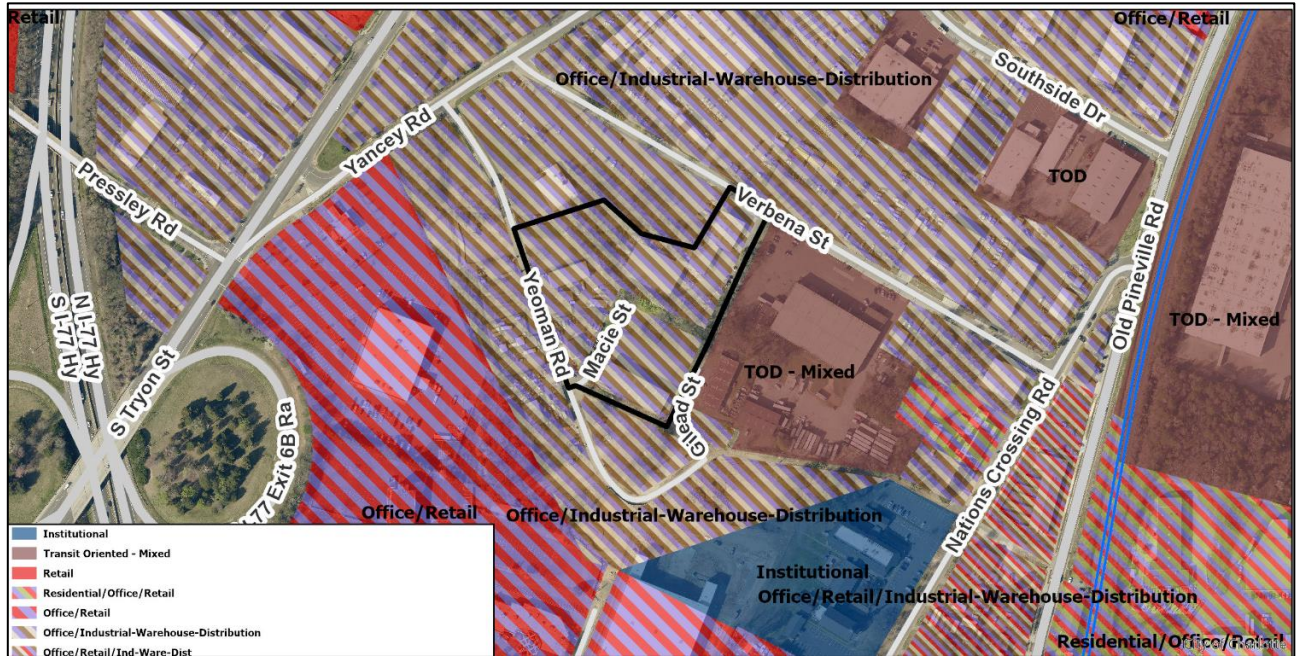 Retail
Office/Retail
Office/Industrial-Warehouse-Distribution
Southside Dr
Yancey Rd
Pressley Rd
TOD
Verbena St
Old Pineville Rd
N I-77 Hy
S I-77 Hy
Yeoman Rd
Macie St
TOD - Mixed
S Tryon St
TOD - Mixed
Gilead St
Nations Crossing Rd
77 Exit 6B Ra
Office/Retail
Office/Industrial-Warehouse-Distribution
Institutional
Office/Retail/Industrial-Warehouse-Distribution
Residential/Office/Retail
City of Charlotte
Institutional
Transit Oriented - Mixed
Retail
Residential/Office/Retail
Office/Retail
Office/Industrial-Warehouse-Distribution
Office/Retail/Ind-Ware-Dist